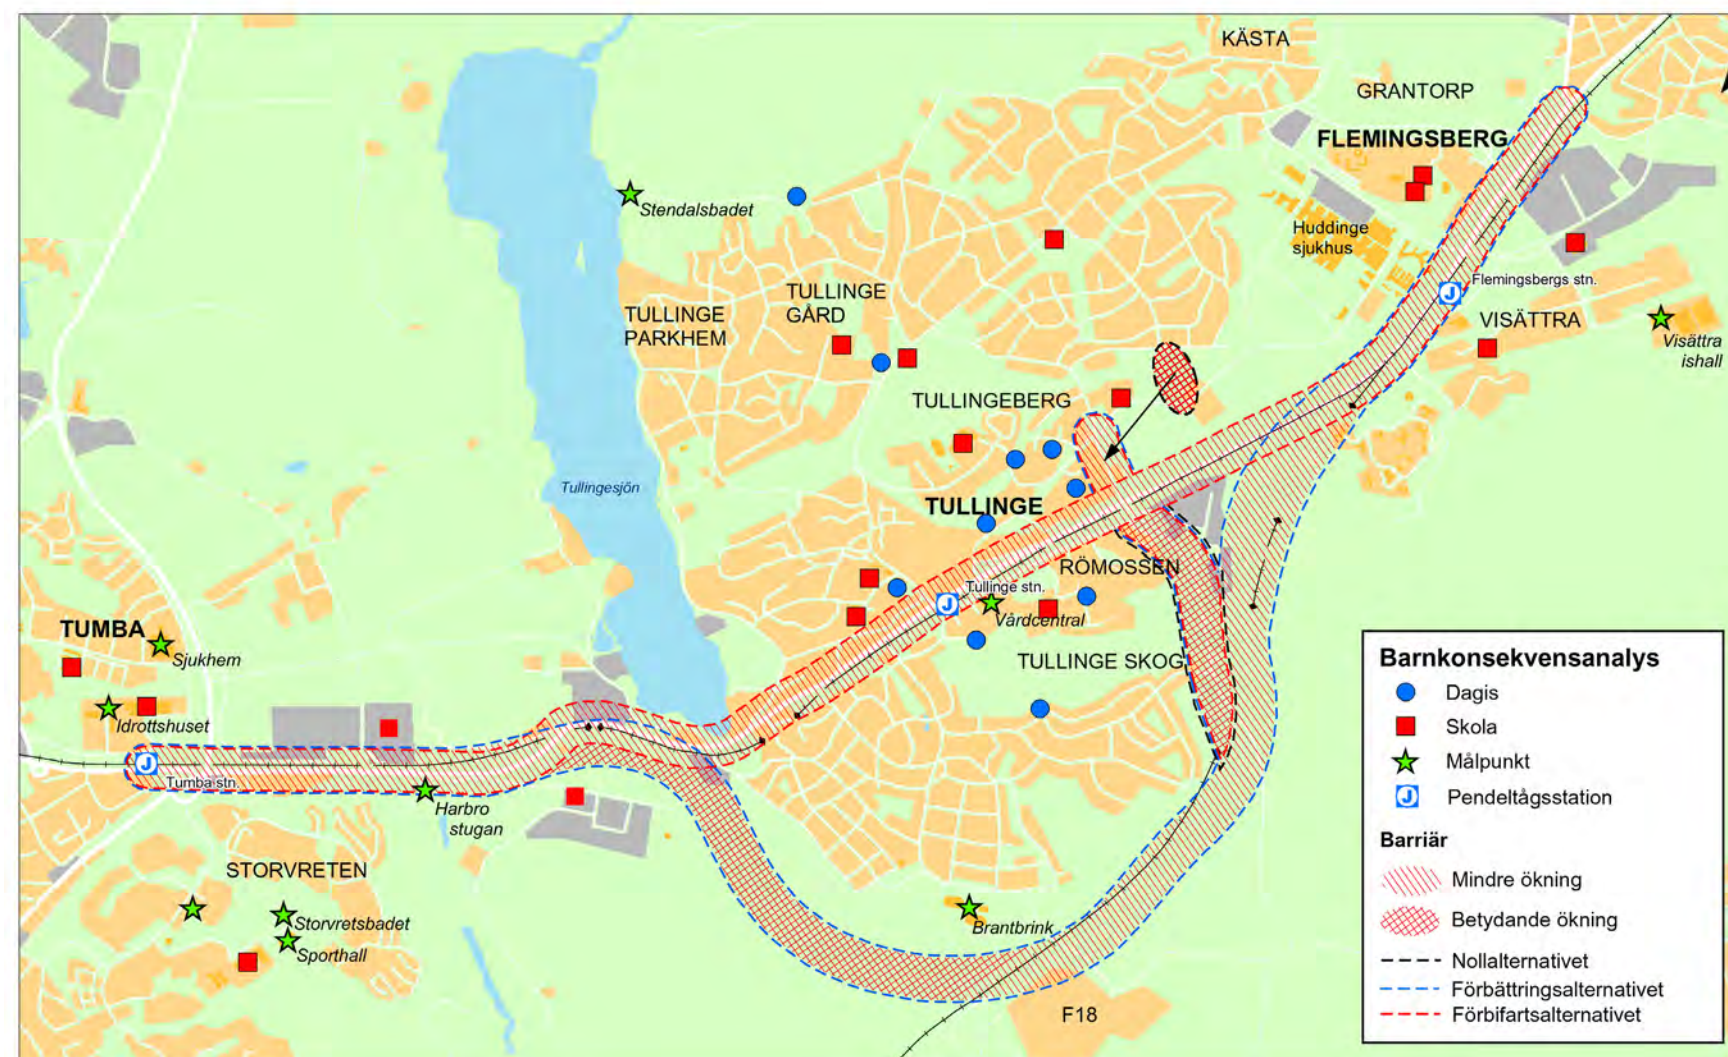 KÄSTA
GRANTORP
FLEMINGSBERG
Stendalsbadet
Huddinge
sjukhus
Flemingsbergs stn.
TULLINGE
GÅRD
TULLINGE
PARKHEM
VISÄTTRA
Visättra
ishall
TULLINGEBERG
Tullingesjön
TULLINGE
RÖMOSSEN
Tullinge stn.
Vårdcentral
TUMBA
Sjukhem
TULLINGE SKOG
Idrottshuset
Tumba stn.
Harbro
stugan
STORVRETEN
Storvretsbadet
Sporthall
Brantbrink
F18
Barnkonsekvensanalys
Dagis
Skola
Målpunkt
J Pendeltågsstation
Barriär
Mindre ökning
Betydande ökning
Nollalternativet
Förbättringsalternativet
Förbifartsalternativet
J
J
J